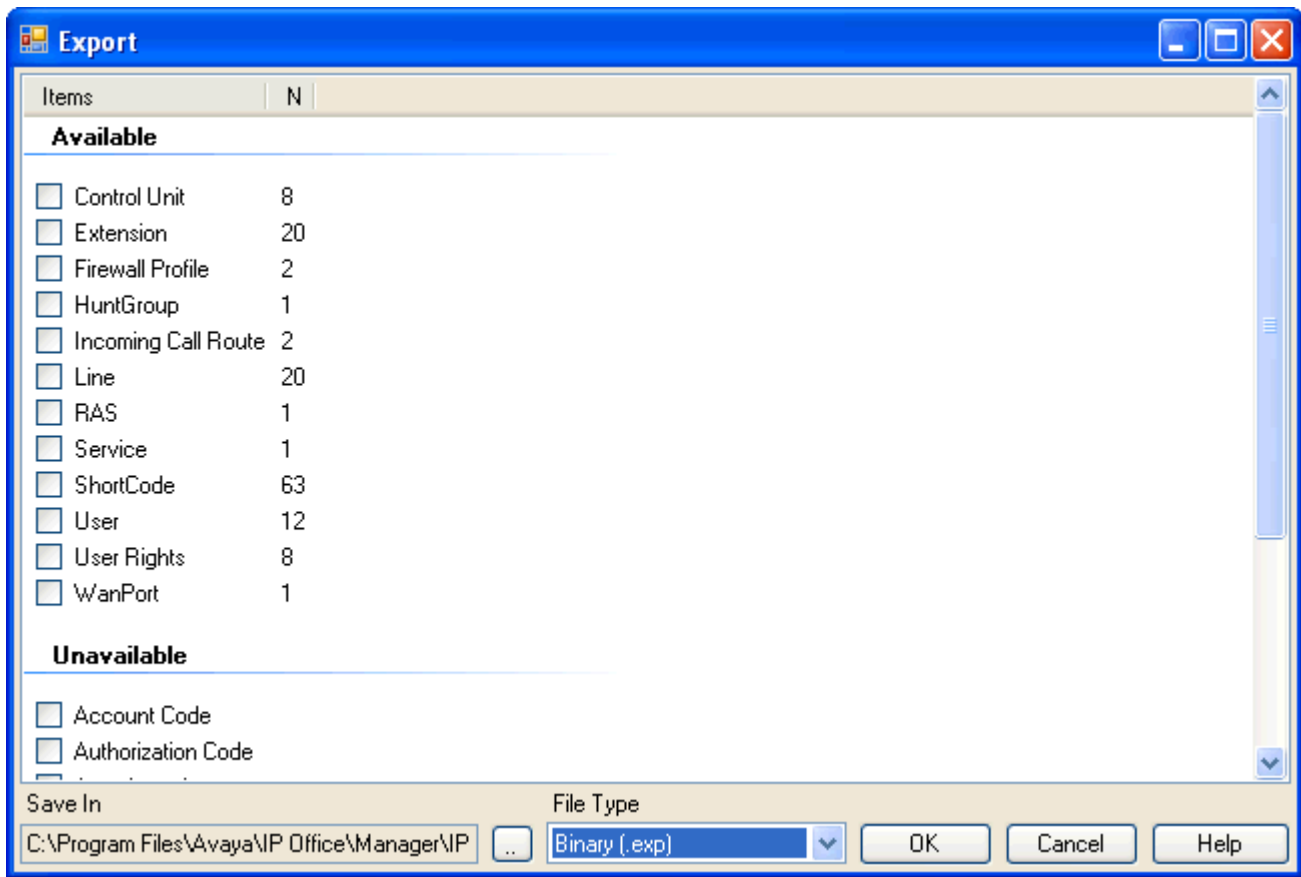 Export
Items N
Available
Control Unit 8
Extension 20
Firewall Profile 2
HuntGroup 1
Incoming Call Route 2
Line 20
RAS 1
Service 1
ShortCode 63
User 12
User Rights 8
WanPort 1
Unavailable
Account Code
Authorization Code
Save In File Type
C:\Program Files\Avaya\IP Office\Manager\IP .. Binary (.exp) OK Cancel Help